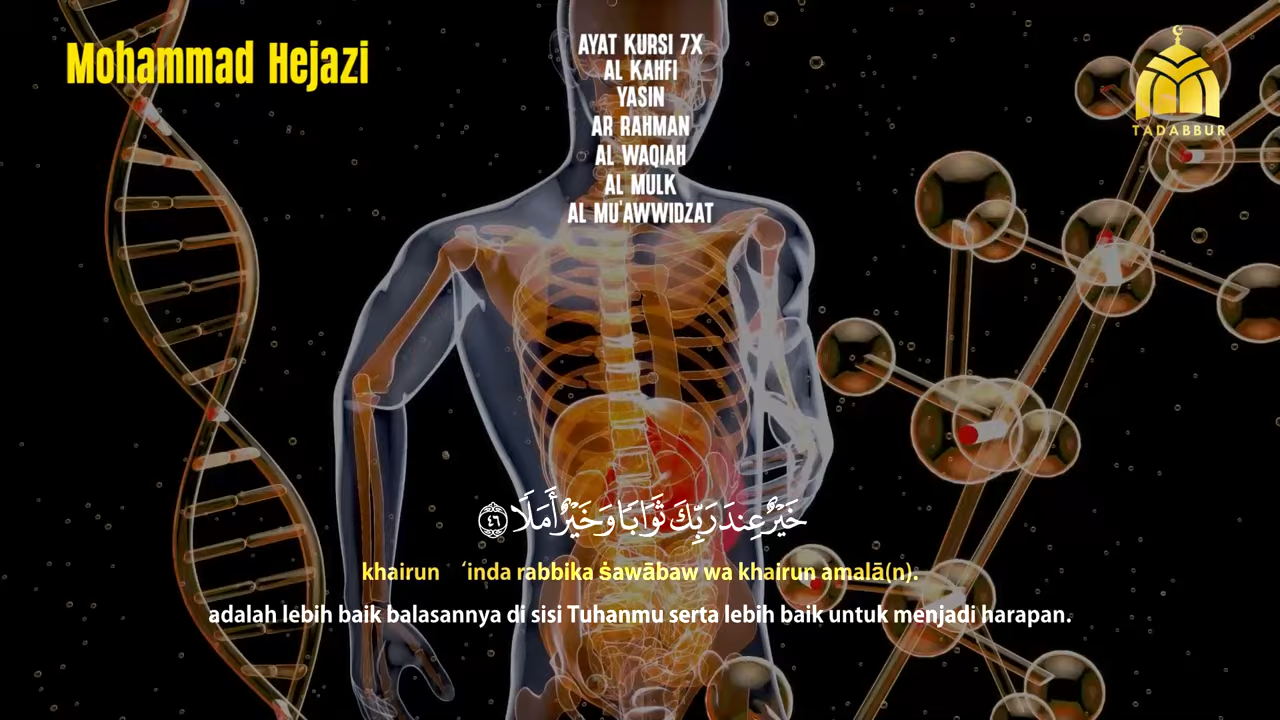 Mohammad Hejazi
AYAT KURSI 7X
AL KAHFI
YASIN
AR RAHMAN
AL WAQIAH
AL MULK
AL MU'AWWIDZAT
TADABBUR
خَيْرٌ عِندَ رَبِّكَ ثَوَابًا وَخَيْرٌ أَمَلًا ٤٦
khairun ‘inda rabbika ṡawābaw wa khairun amalā(n).
adalah lebih baik balasannya di sisi Tuhanmu serta lebih baik untuk menjadi harapan.